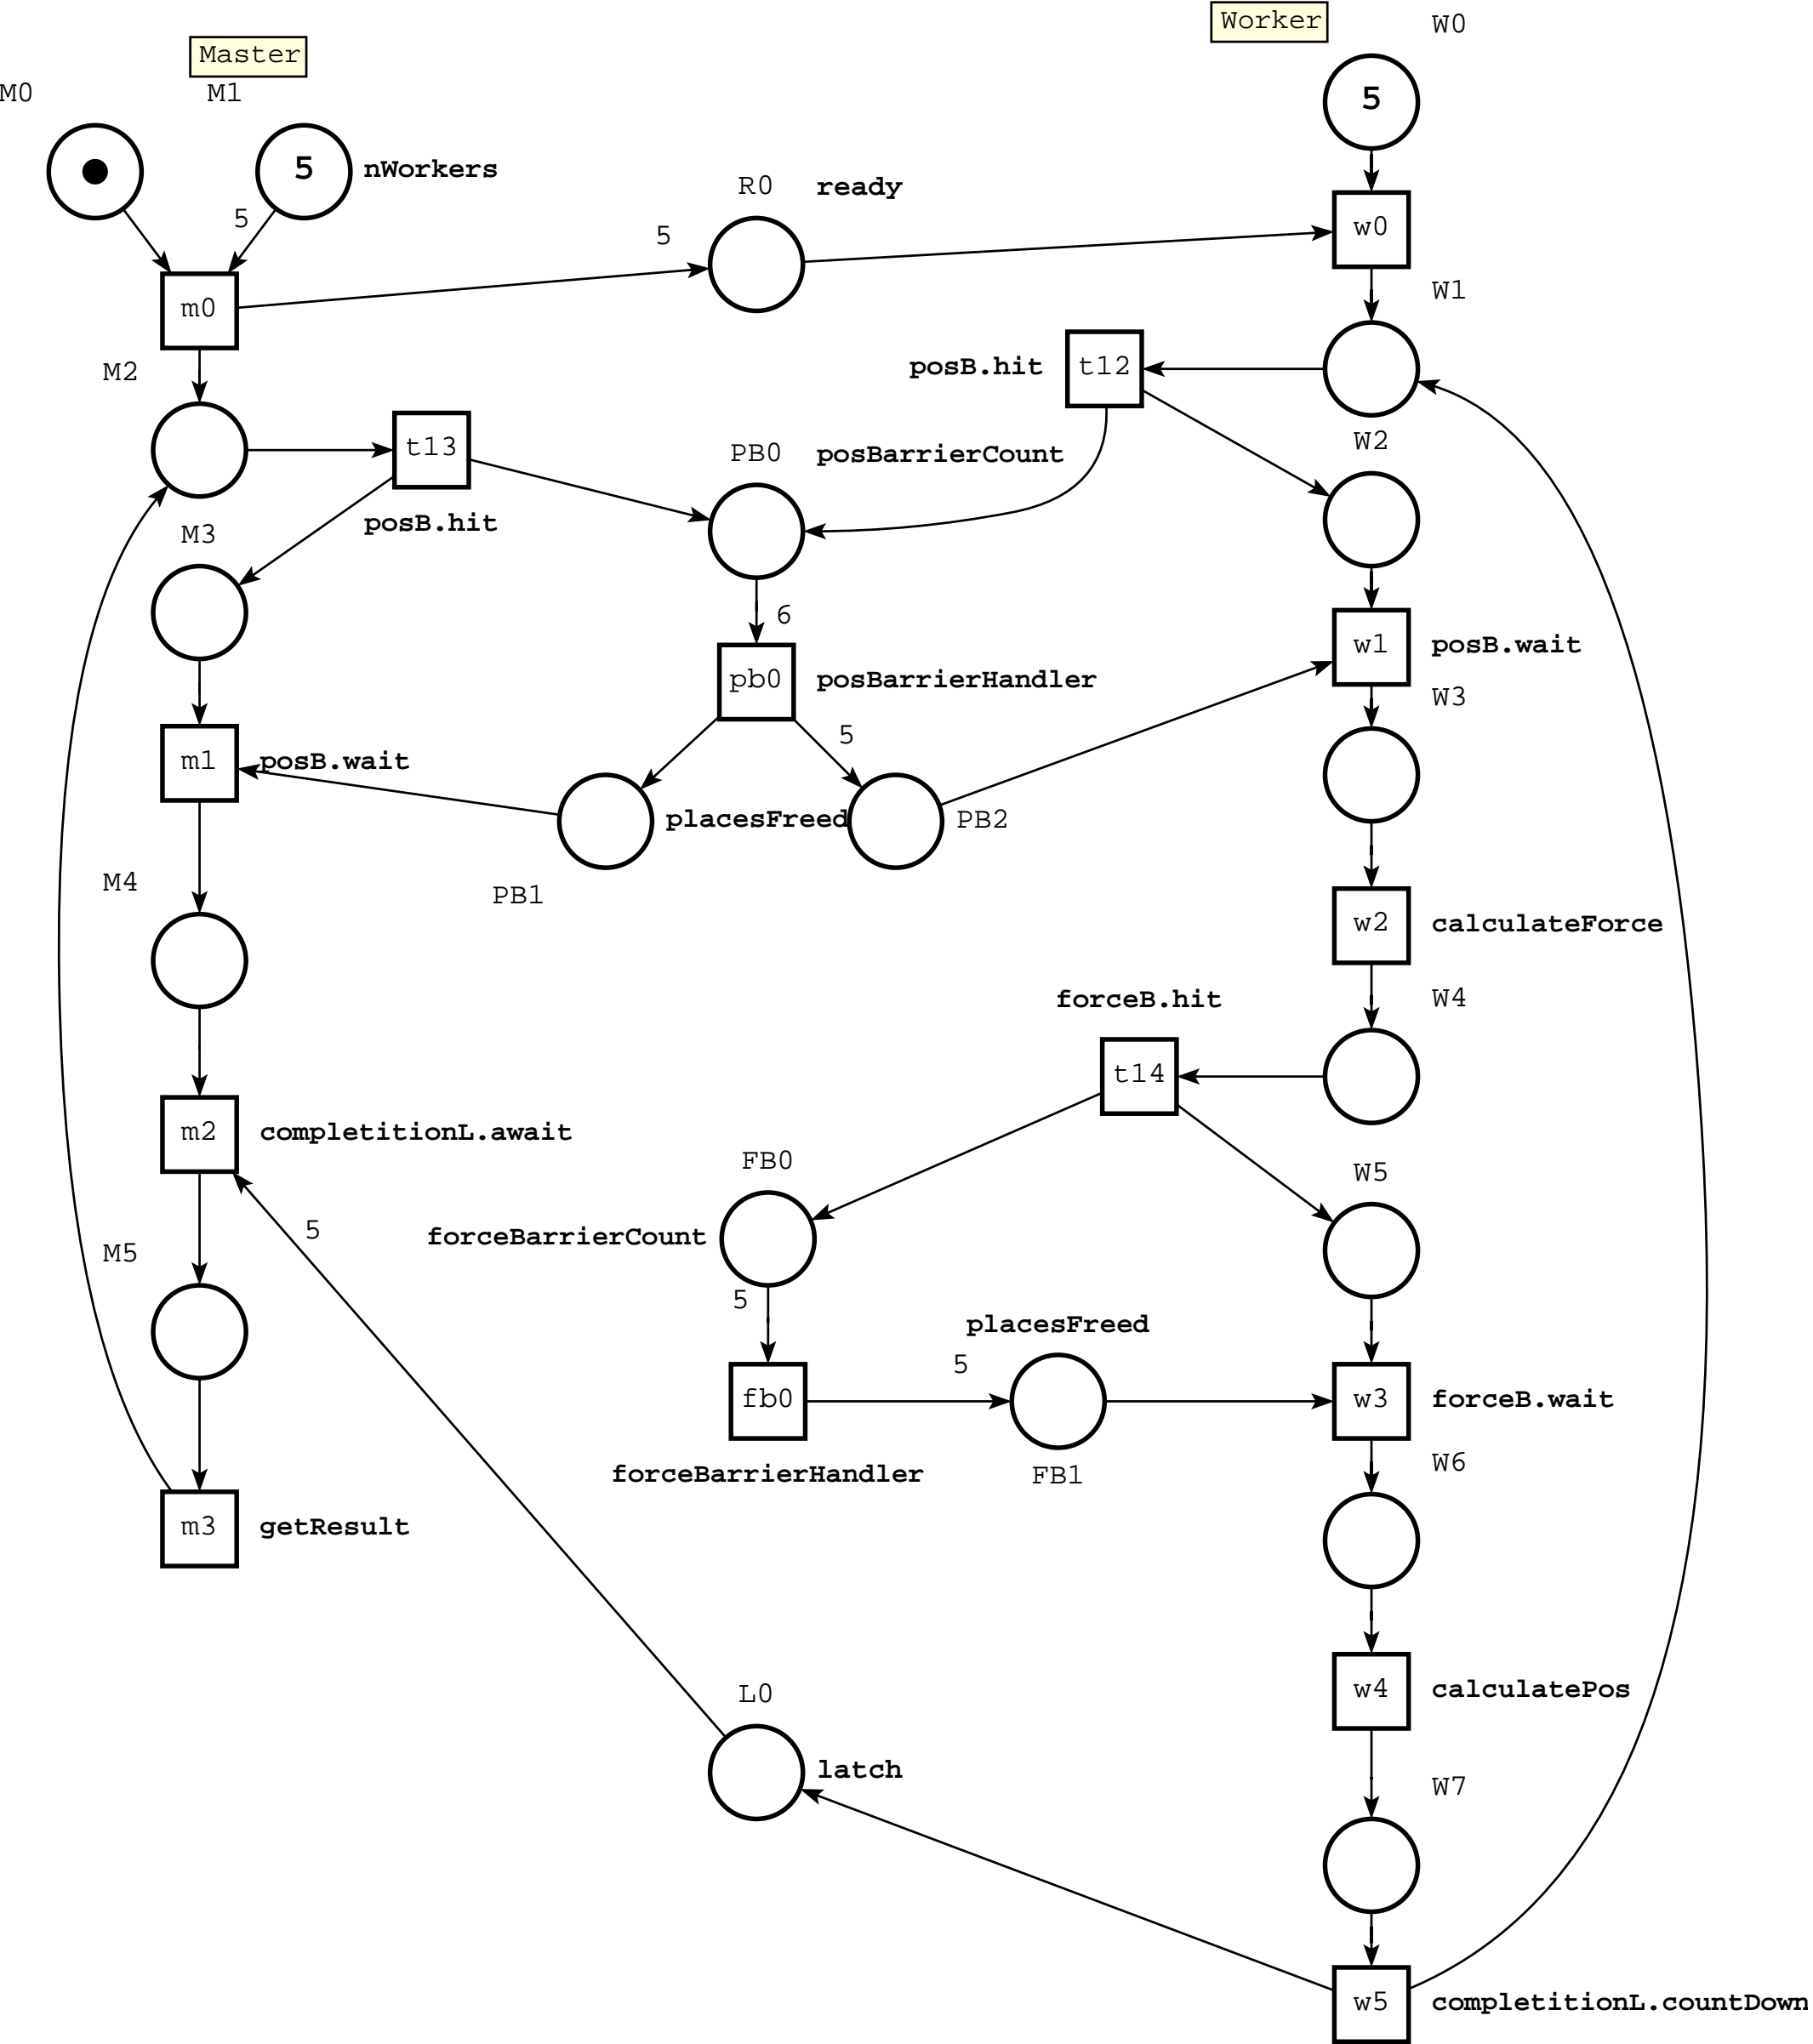 Worker
W0
Master
M0
M1
5
5
nWorkers
R0
ready
5
5
w0
W1
m0
M2
posB.hit
t12
t13
PB0
posBarrierCount
W2
posB.hit
M3
6
pb0
posBarrierHandler
w1
posB.wait
W3
5
m1
posB.wait
placesFreed
PB2
PB1
M4
w2
calculateForce
forceB.hit
W4
t14
m2
completitionL.await
FB0
W5
5
forceBarrierCount
M5
5
placesFreed
5
fb0
w3
forceB.wait
forceBarrierHandler
FB1
W6
m3
getResult
L0
w4
calculatePos
latch
W7
w5
completitionL.countDown